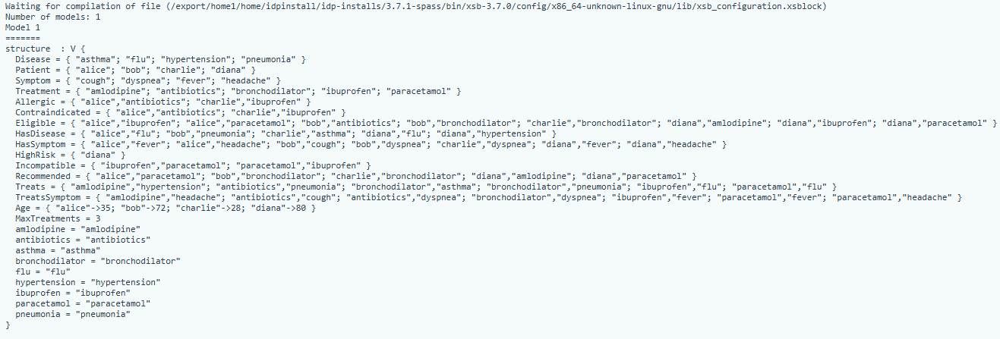 Waiting for compilation of file (/export/home1/home/idpinstall/idp-installs/3.7.1-spass/bin/xsb-3.7.0/config/x86_64-unknown-linux-gnu/lib/xsb_configuration.xsblock)
Number of models: 1
Model 1
=======
structure  : V {
  Disease = { "asthma"; "flu"; "hypertension"; "pneumonia" }
  Patient = { "alice"; "bob"; "charlie"; "diana" }
  Symptom = { "cough"; "dyspnea"; "fever"; "headache" }
  Treatment = { "amlodipine"; "antibiotics"; "bronchodilator"; "ibuprofen"; "paracetamol" }
  Allergic = { "alice","antibiotics"; "charlie","ibuprofen" }
  Contraindicated = { "alice","antibiotics"; "charlie","ibuprofen" }
  Eligible = { "alice","ibuprofen"; "alice","paracetamol"; "bob","antibiotics"; "bob","bronchodilator"; "charlie","bronchodilator"; "diana","amlodipine"; "diana","ibuprofen"; "diana","paracetamol" }
  HasDisease = { "alice","flu"; "bob","pneumonia"; "charlie","asthma"; "diana","flu"; "diana","hypertension" }
  HasSymptom = { "alice","fever"; "alice","headache"; "bob","cough"; "bob","dyspnea"; "charlie","dyspnea"; "diana","fever"; "diana","headache" }
  HighRisk = { "diana" }
  Incompatible = { "ibuprofen","paracetamol"; "paracetamol","ibuprofen" }
  Recommended = { "alice","paracetamol"; "bob","bronchodilator"; "charlie","bronchodilator"; "diana","amlodipine"; "diana","paracetamol" }
  Treats = { "amlodipine","hypertension"; "antibiotics","pneumonia"; "bronchodilator","asthma"; "bronchodilator","pneumonia"; "ibuprofen","flu"; "paracetamol","flu" }
  TreatsSymptom = { "amlodipine","headache"; "antibiotics","cough"; "antibiotics","dyspnea"; "bronchodilator","dyspnea"; "ibuprofen","fever"; "paracetamol","fever"; "paracetamol","headache" }
  Age = { "alice"->35; "bob"->72; "charlie"->28; "diana"->80 }
  MaxTreatments = 3
  amlodipine = "amlodipine"
  antibiotics = "antibiotics"
  asthma = "asthma"
  bronchodilator = "bronchodilator"
  flu = "flu"
  hypertension = "hypertension"
  ibuprofen = "ibuprofen"
  paracetamol = "paracetamol"
  pneumonia = "pneumonia"
}